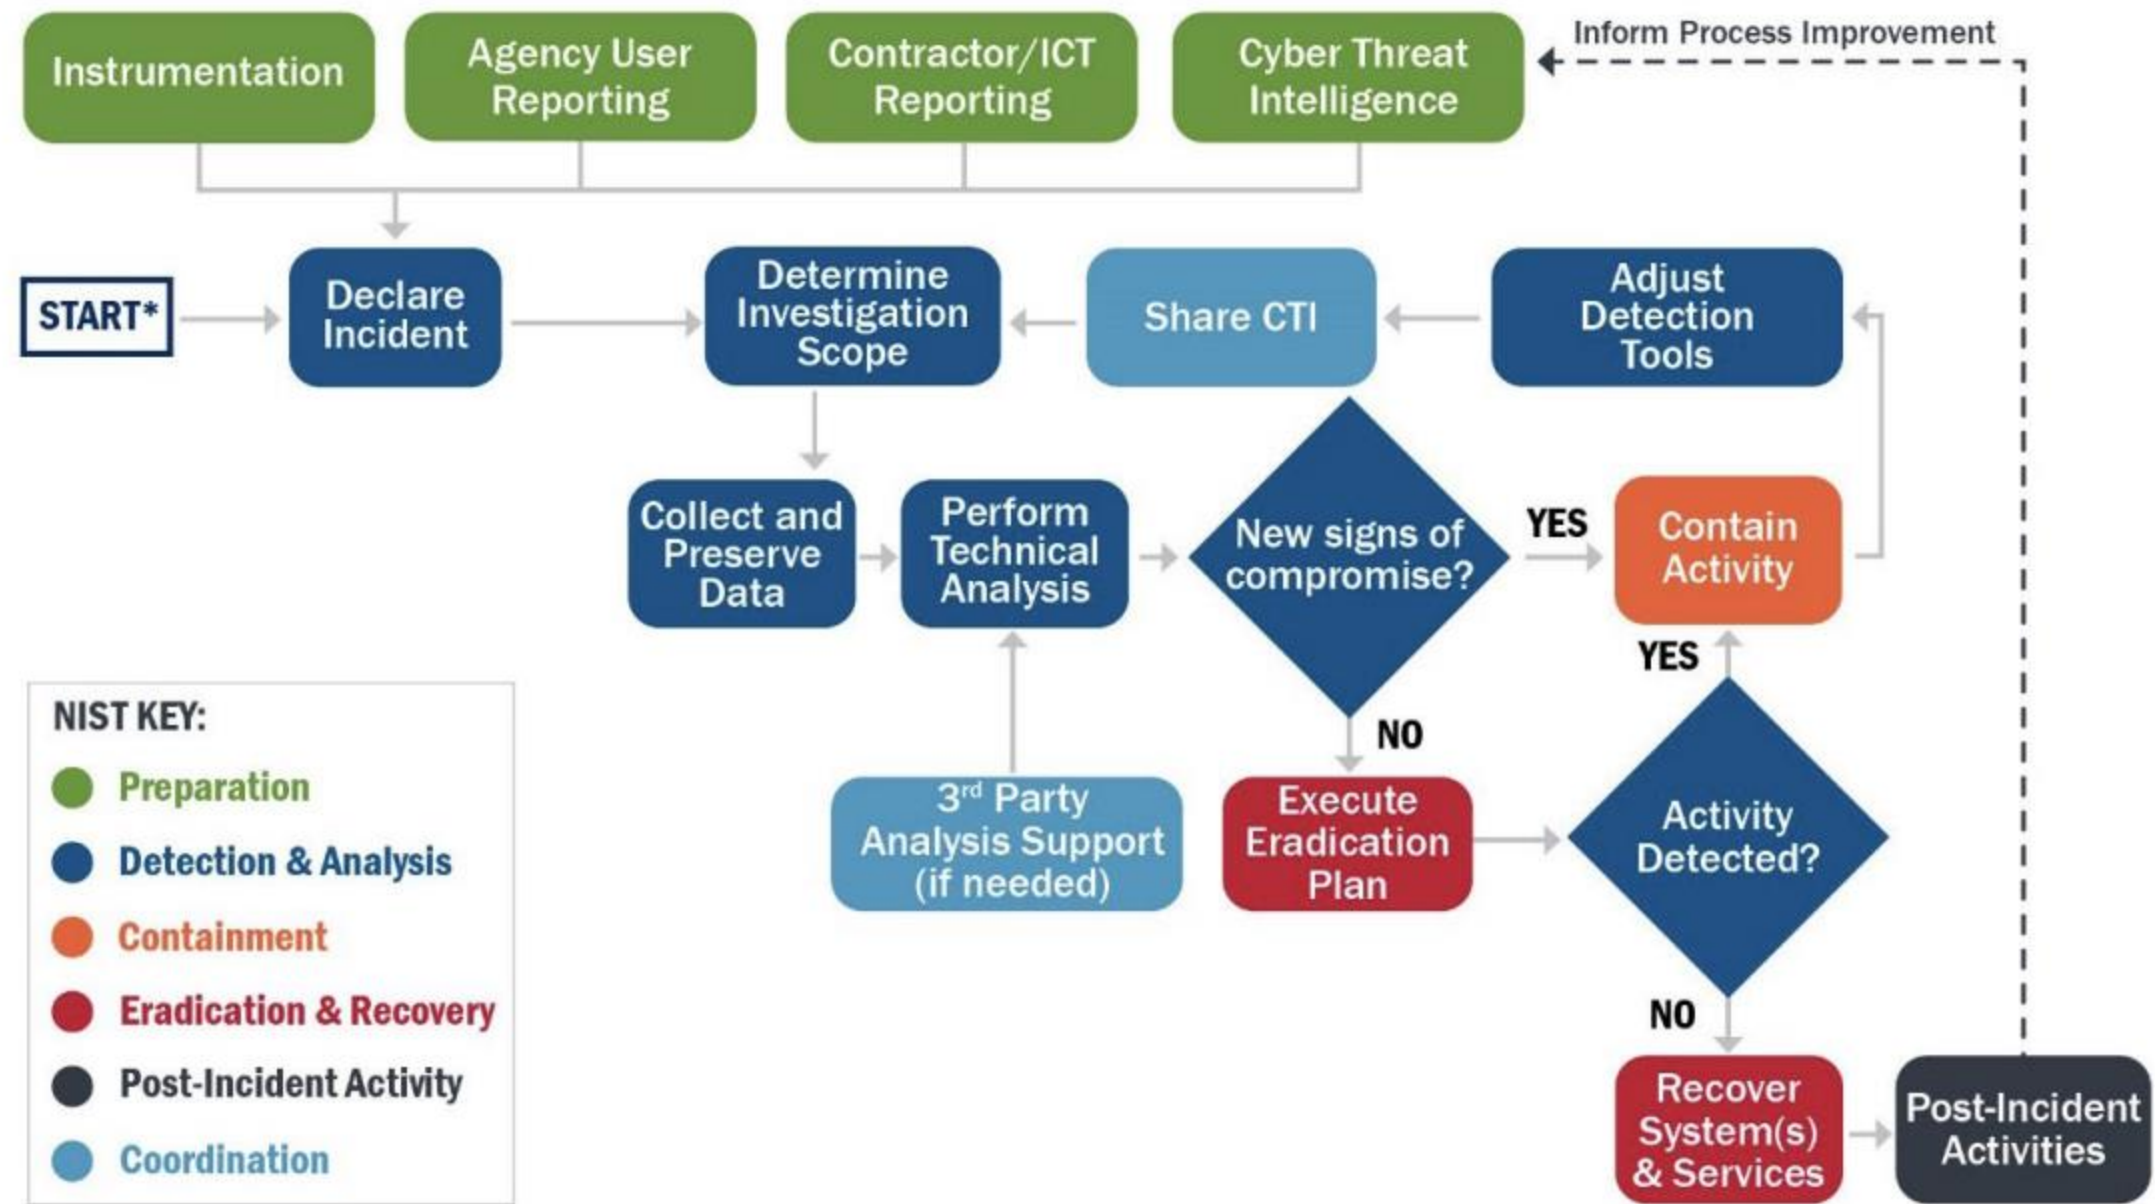 Instrumentation
Agency User
Reporting
Contractor/ICT
Reporting
Cyber Threat
Intelligence
Inform Process Improvement
START*
Declare
Incident
Determine
Investigation
Scope
Share CTI
Adjust
Detection
Tools
Collect and
Preserve
Data
Perform
Technical
Analysis
New signs of
compromise?
YES
Contain
Activity
YES
NO
3rd Party
Analysis Support
(if needed)
Execute
Eradication
Plan
Activity
Detected?
NO
Recover
System(s)
& Services
Post-Incident
Activities
NIST KEY:
Preparation
Detection & Analysis
Containment
Eradication & Recovery
Post-Incident Activity
Coordination